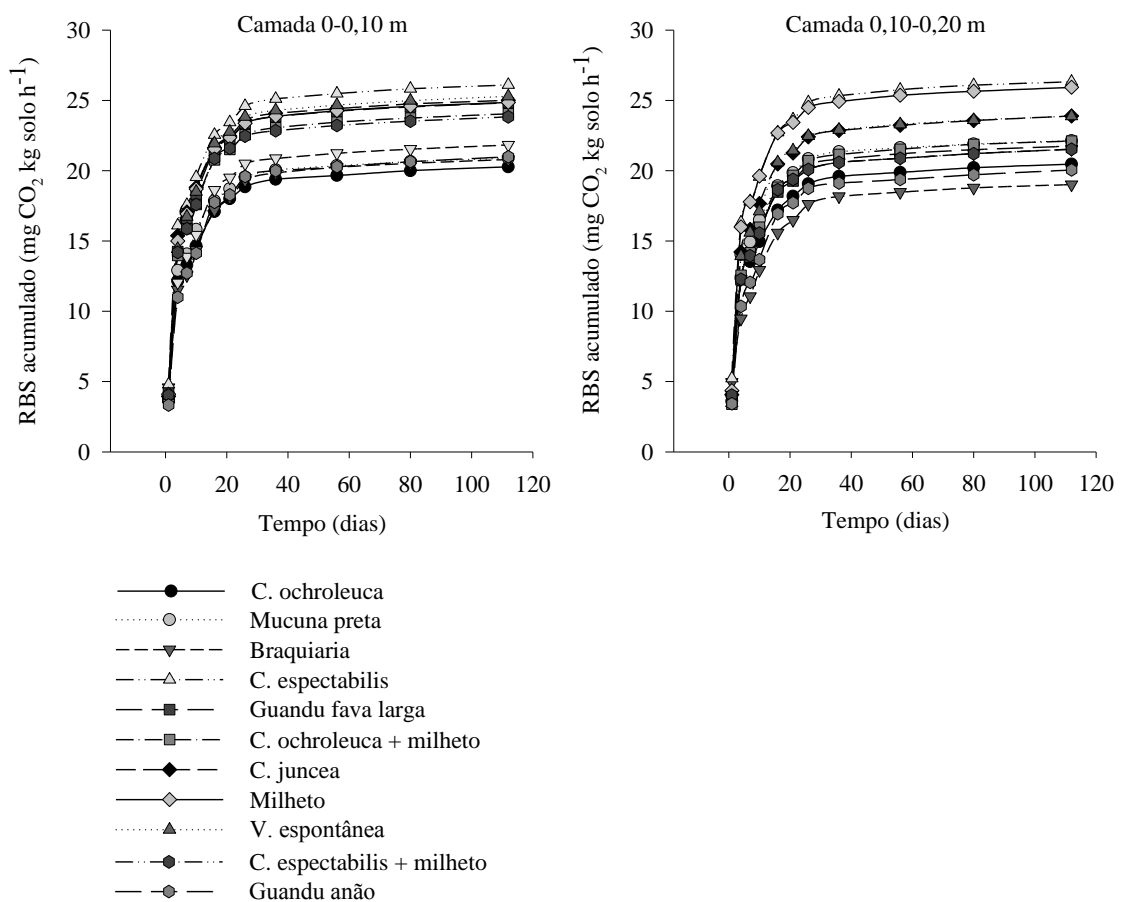 Camada 0-0,10 m
RBS acumulado (mg CO2 kg solo h-1)
30
25
20
15
10
5
0
0 20 40 60 80 100 120
Tempo (dias)
Camada 0,10-0,20 m
RBS acumulado (mg CO2 kg solo h-1)
30
25
20
15
10
5
0
0 20 40 60 80 100 120
Tempo (dias)
C. ochroleuca
Mucuna preta
Braquiaria
C. espectabilis
Guandu fava larga
C. ochroleuca + milheto
C. juncea
Milheto
V. espontânea
C. espectabilis + milheto
Guandu anão